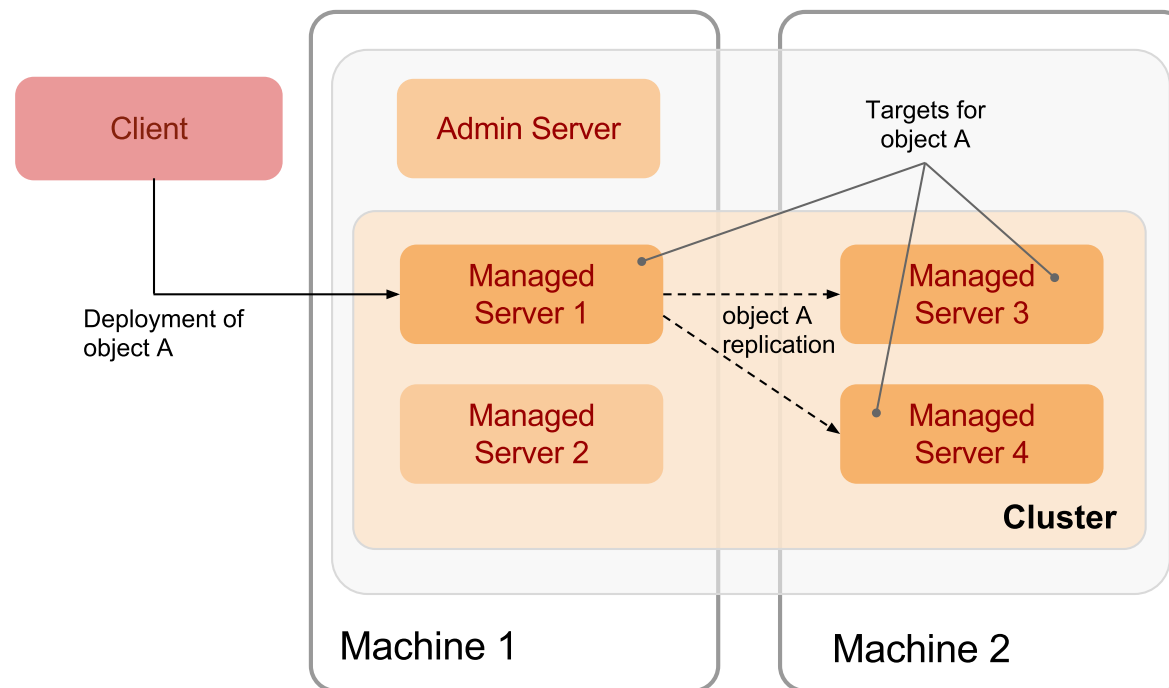 Client
Admin Server
Targets for
object A
Managed
Server 1
Managed
Server 3
Deployment of
object A
object A
replication
Managed
Server 2
Managed
Server 4
Cluster
Machine 1
Machine 2